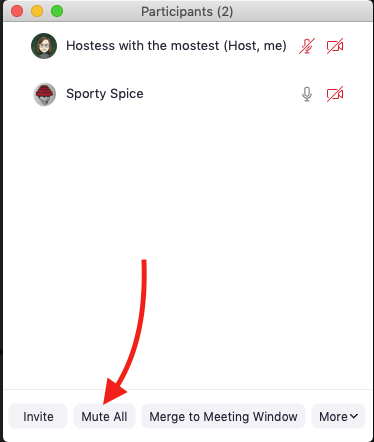 Participants (2)
Hostess with the mostest (Host, me)
Sporty Spice
Invite Mute All Merge to Meeting Window More